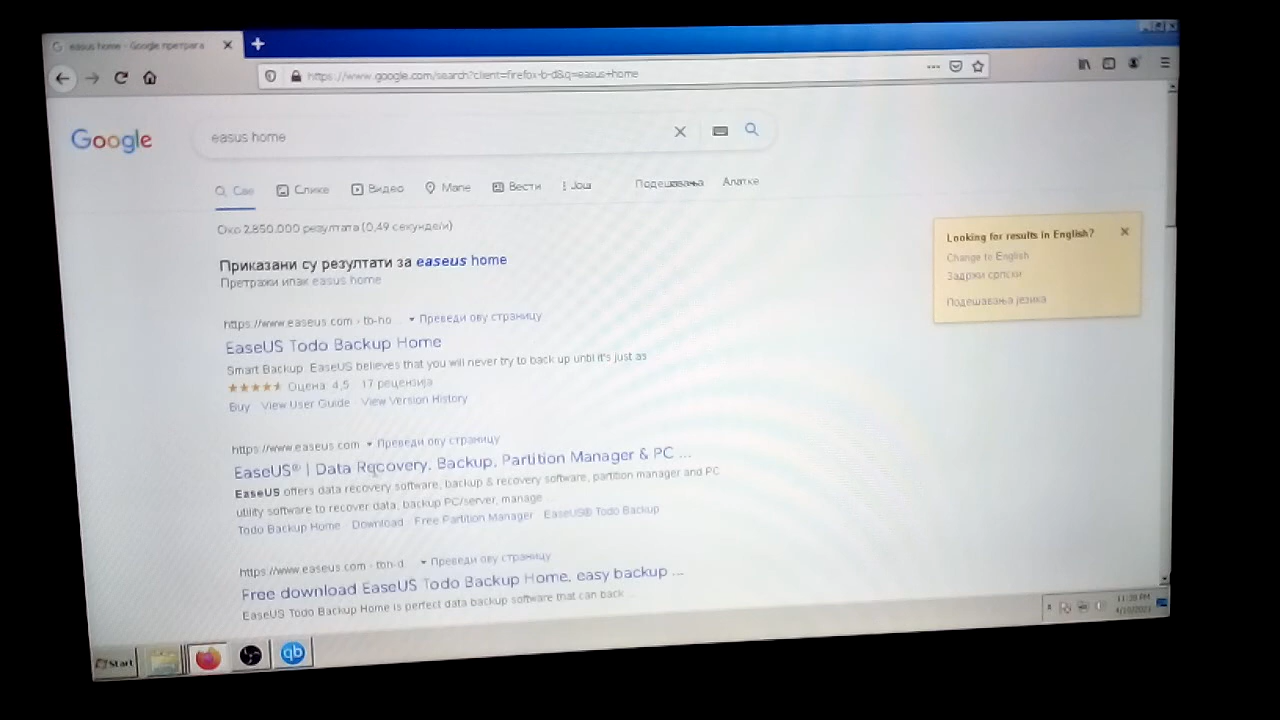 easus home - Google претрага
https://www.google.com/search?client=firefox-b-d&q=easus+home
Google
easus home
Све Слике Видео Мапе Вести Још Подешавања Алатке
Око 2.850.000 резултата (0,49 секунде/и)
Приказани су резултати за easeus home
Претражи ипак easus home
Looking for results in English?
Change to English
Задржи српски
Подешавања језика
https://www.easeus.com › tb-ho... Преведи ову страницу
EaseUS Todo Backup Home
Smart Backup. EaseUS believes that you will never try to back up until it's just as
Оцена: 4,5 17 рецензија
Buy · View User Guide · View Version History
https://www.easeus.com Преведи ову страницу
EaseUS® | Data Recovery, Backup, Partition Manager & PC ...
EaseUS offers data recovery software, backup & recovery software, partition manager and PC
utility software to recover data, backup PC/server, manage
Todo Backup Home · Download · Free Partition Manager · EaseUS® Todo Backup
https://www.easeus.com › tbh-d... Преведи ову страницу
Free download EaseUS Todo Backup Home, easy backup ...
EaseUS Todo Backup Home is perfect data backup software that can back ...
Start
qb
11:39 PM